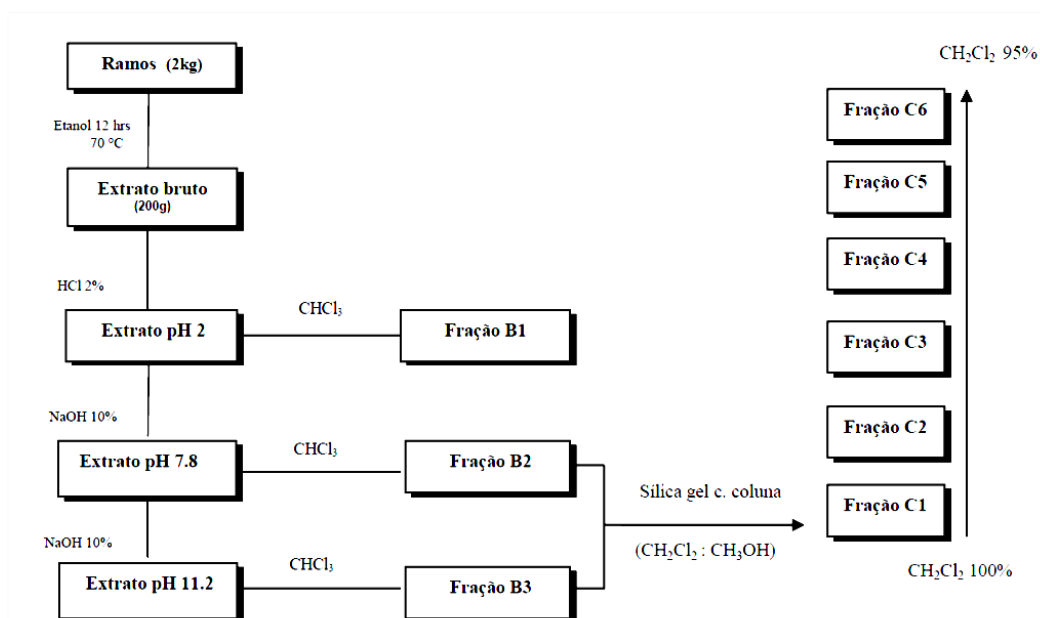 Ramos (2kg)
Etanol 12 hrs
70 °C
Extrato bruto
(200g)
HCl 2%
Extrato pH 2
CHCl₃
Fração B1
NaOH 10%
Extrato pH 7.8
CHCl₃
Fração B2
NaOH 10%
Extrato pH 11.2
CHCl₃
Fração B3
Sílica gel c. coluna
(CH₂Cl₂ : CH₃OH)
CH₂Cl₂ 95%
Fração C6
Fração C5
Fração C4
Fração C3
Fração C2
Fração C1
CH₂Cl₂ 100%